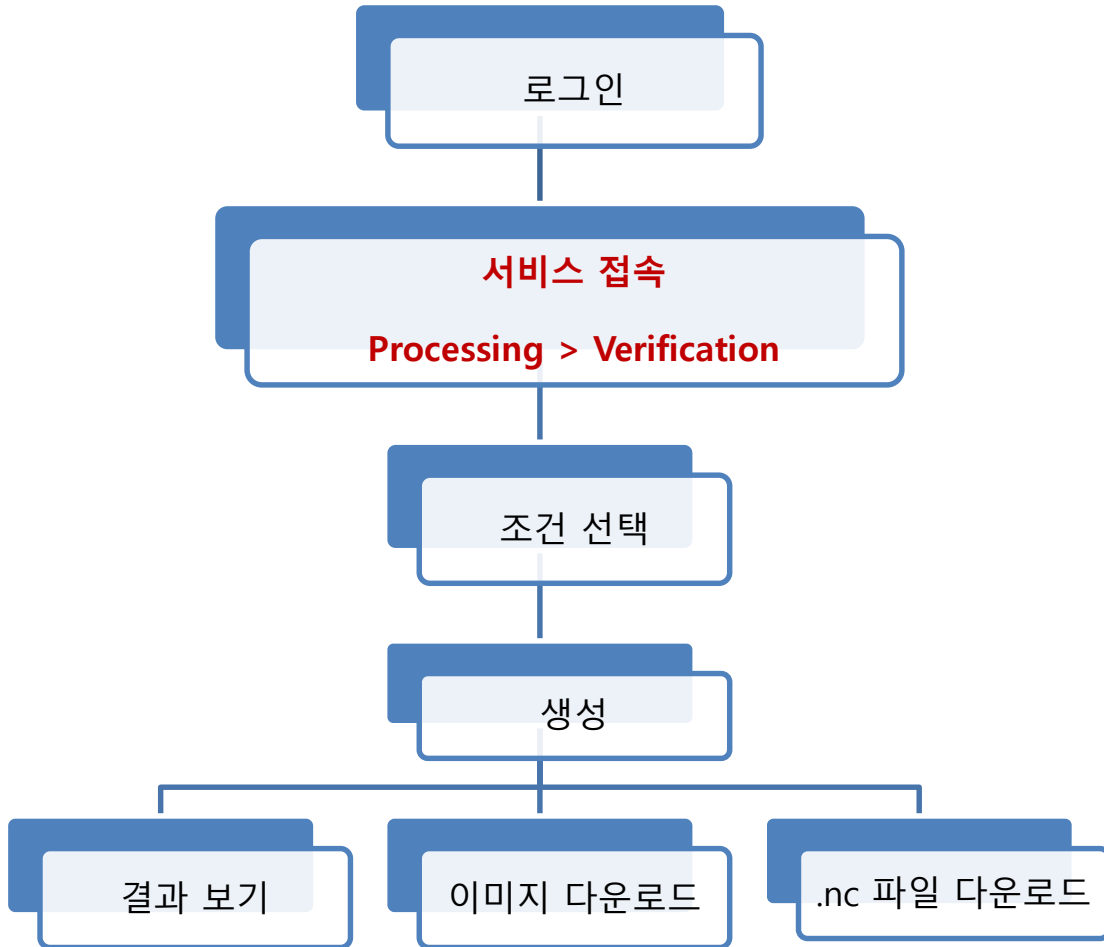 로그인
서비스 접속
Processing > Verification
조건 선택
생성
결과 보기
이미지 다운로드
.nc 파일 다운로드